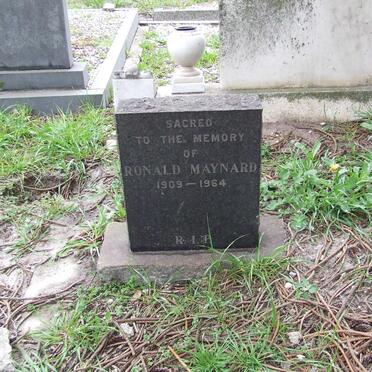 SACRED
TO THE MEMORY
OF
RONALD MAYNARD
1909 — 1964
R.I.P